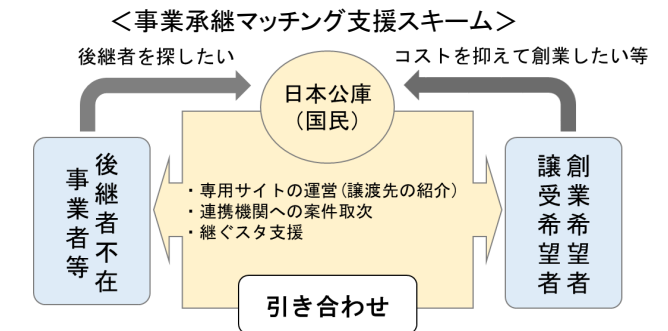 ＜事業承継マッチング支援スキーム＞
後継者を探したい
コストを抑えて創業したい等
日本公庫
（国民）
後継者不在
事業者等
・専用サイトの運営（譲渡先の紹介）
・連携機関への案件取次
・継ぐスタ支援
創業希望者
譲受希望者
引き合わせ